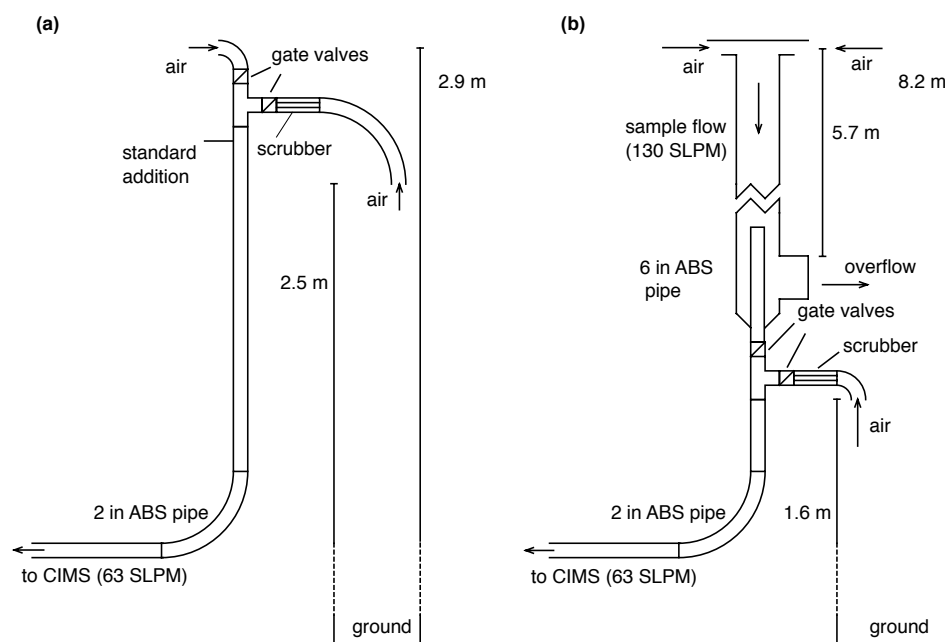 (a)
air
gate valves
2.9 m
scrubber
standard
addition
air
2.5 m
2 in ABS pipe
to CIMS (63 SLPM)
ground
(b)
air
air
8.2 m
sample flow
(130 SLPM)
5.7 m
6 in ABS
pipe
overflow
gate valves
scrubber
air
2 in ABS pipe
1.6 m
to CIMS (63 SLPM)
ground